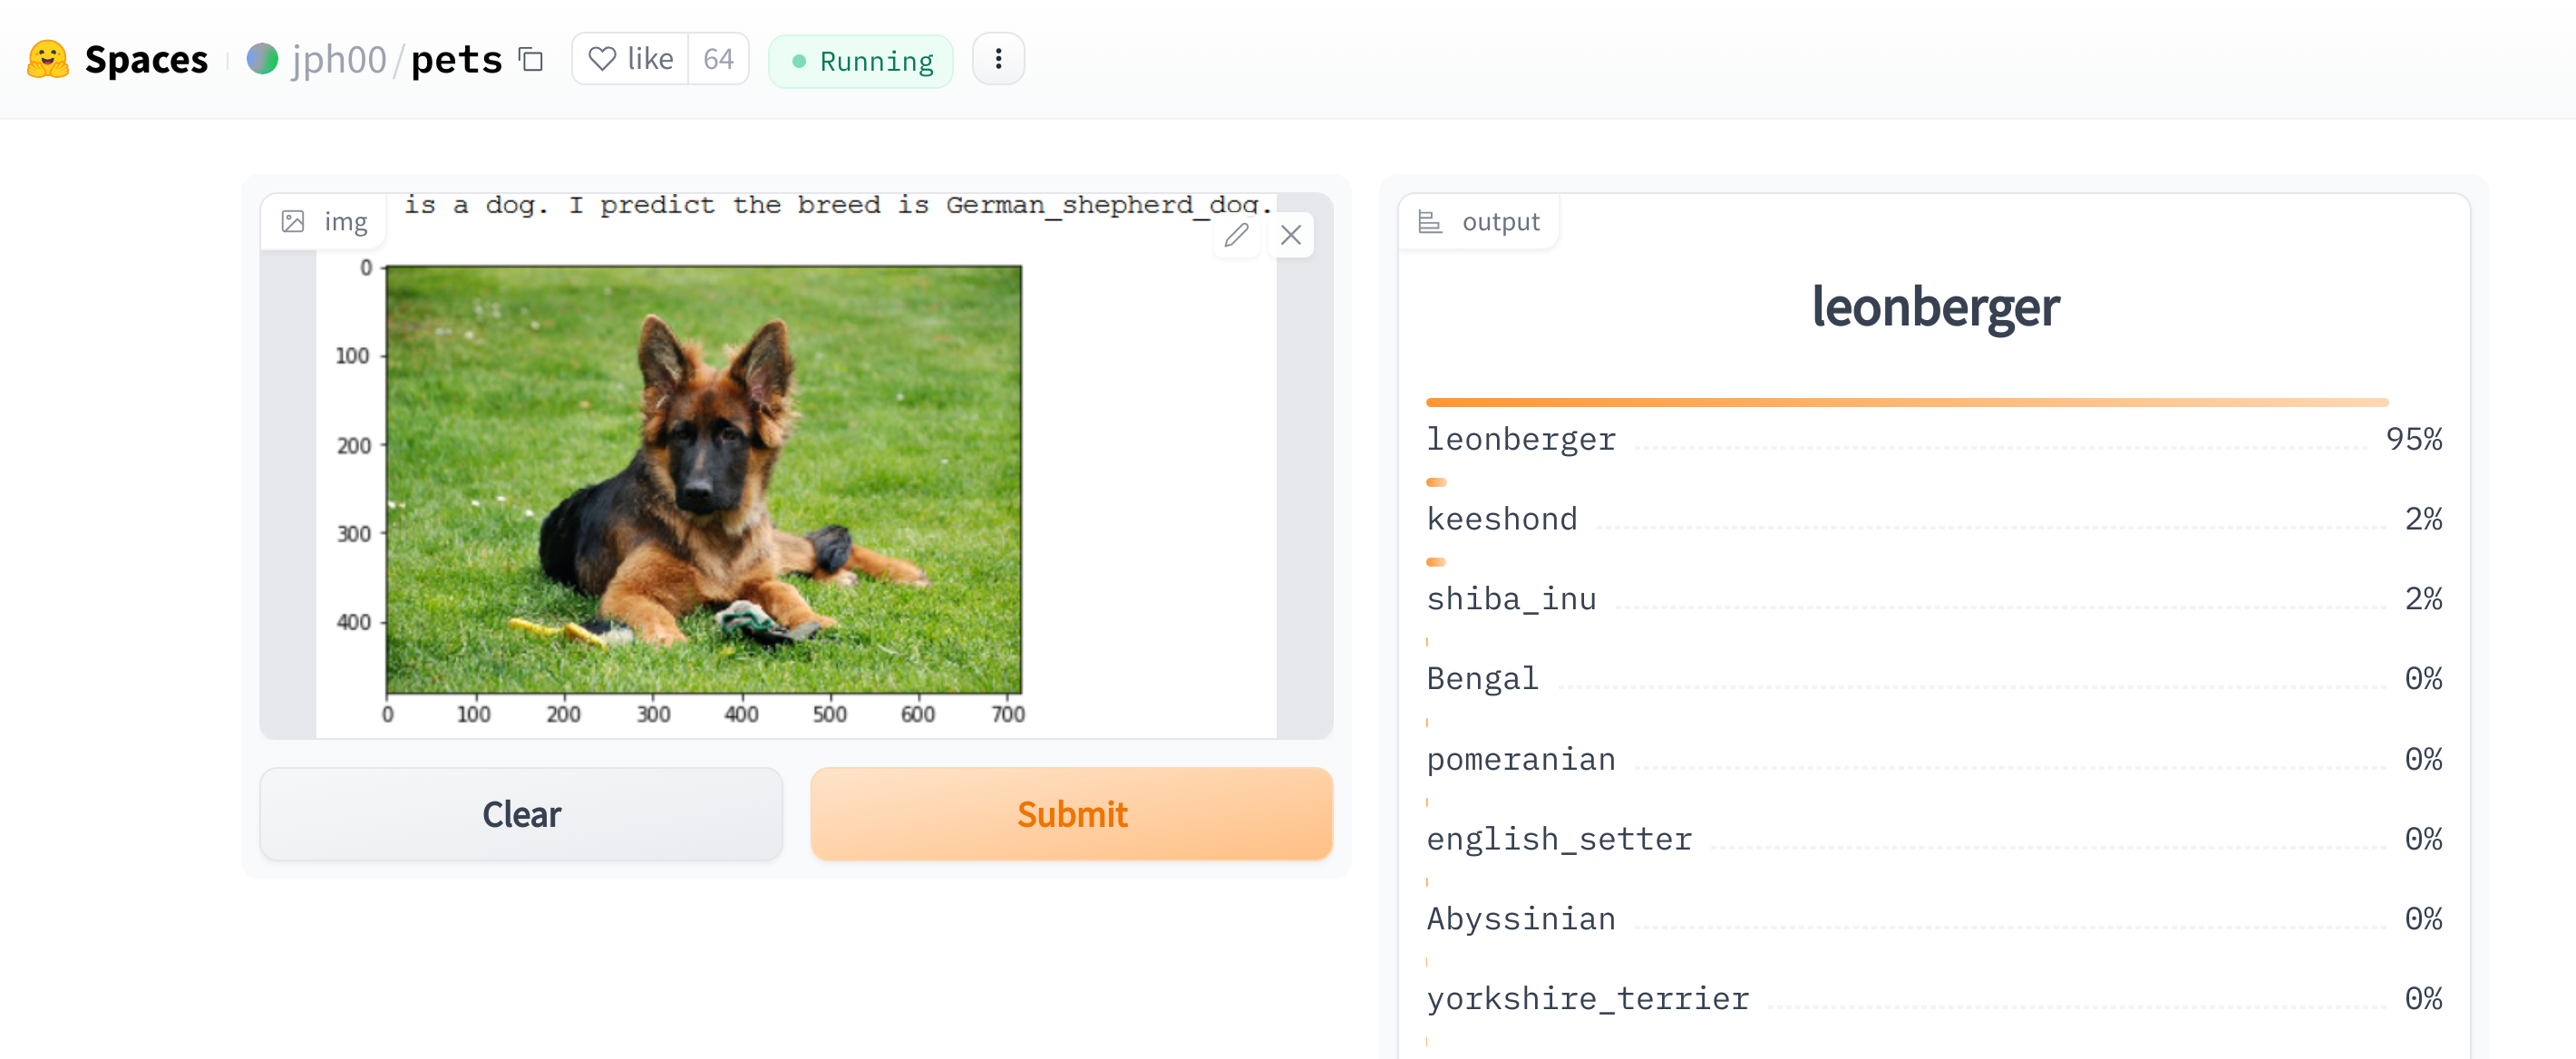 Spaces
jph00/pets
like 64
Running
img
is a dog. I predict the breed is German_shepherd_dog.
0
100
200
300
400
0 100 200 300 400 500 600 700
Clear
Submit
output
leonberger
leonberger 95%
keeshond 2%
shiba_inu 2%
Bengal 0%
pomeranian 0%
english_setter 0%
Abyssinian 0%
yorkshire_terrier 0%